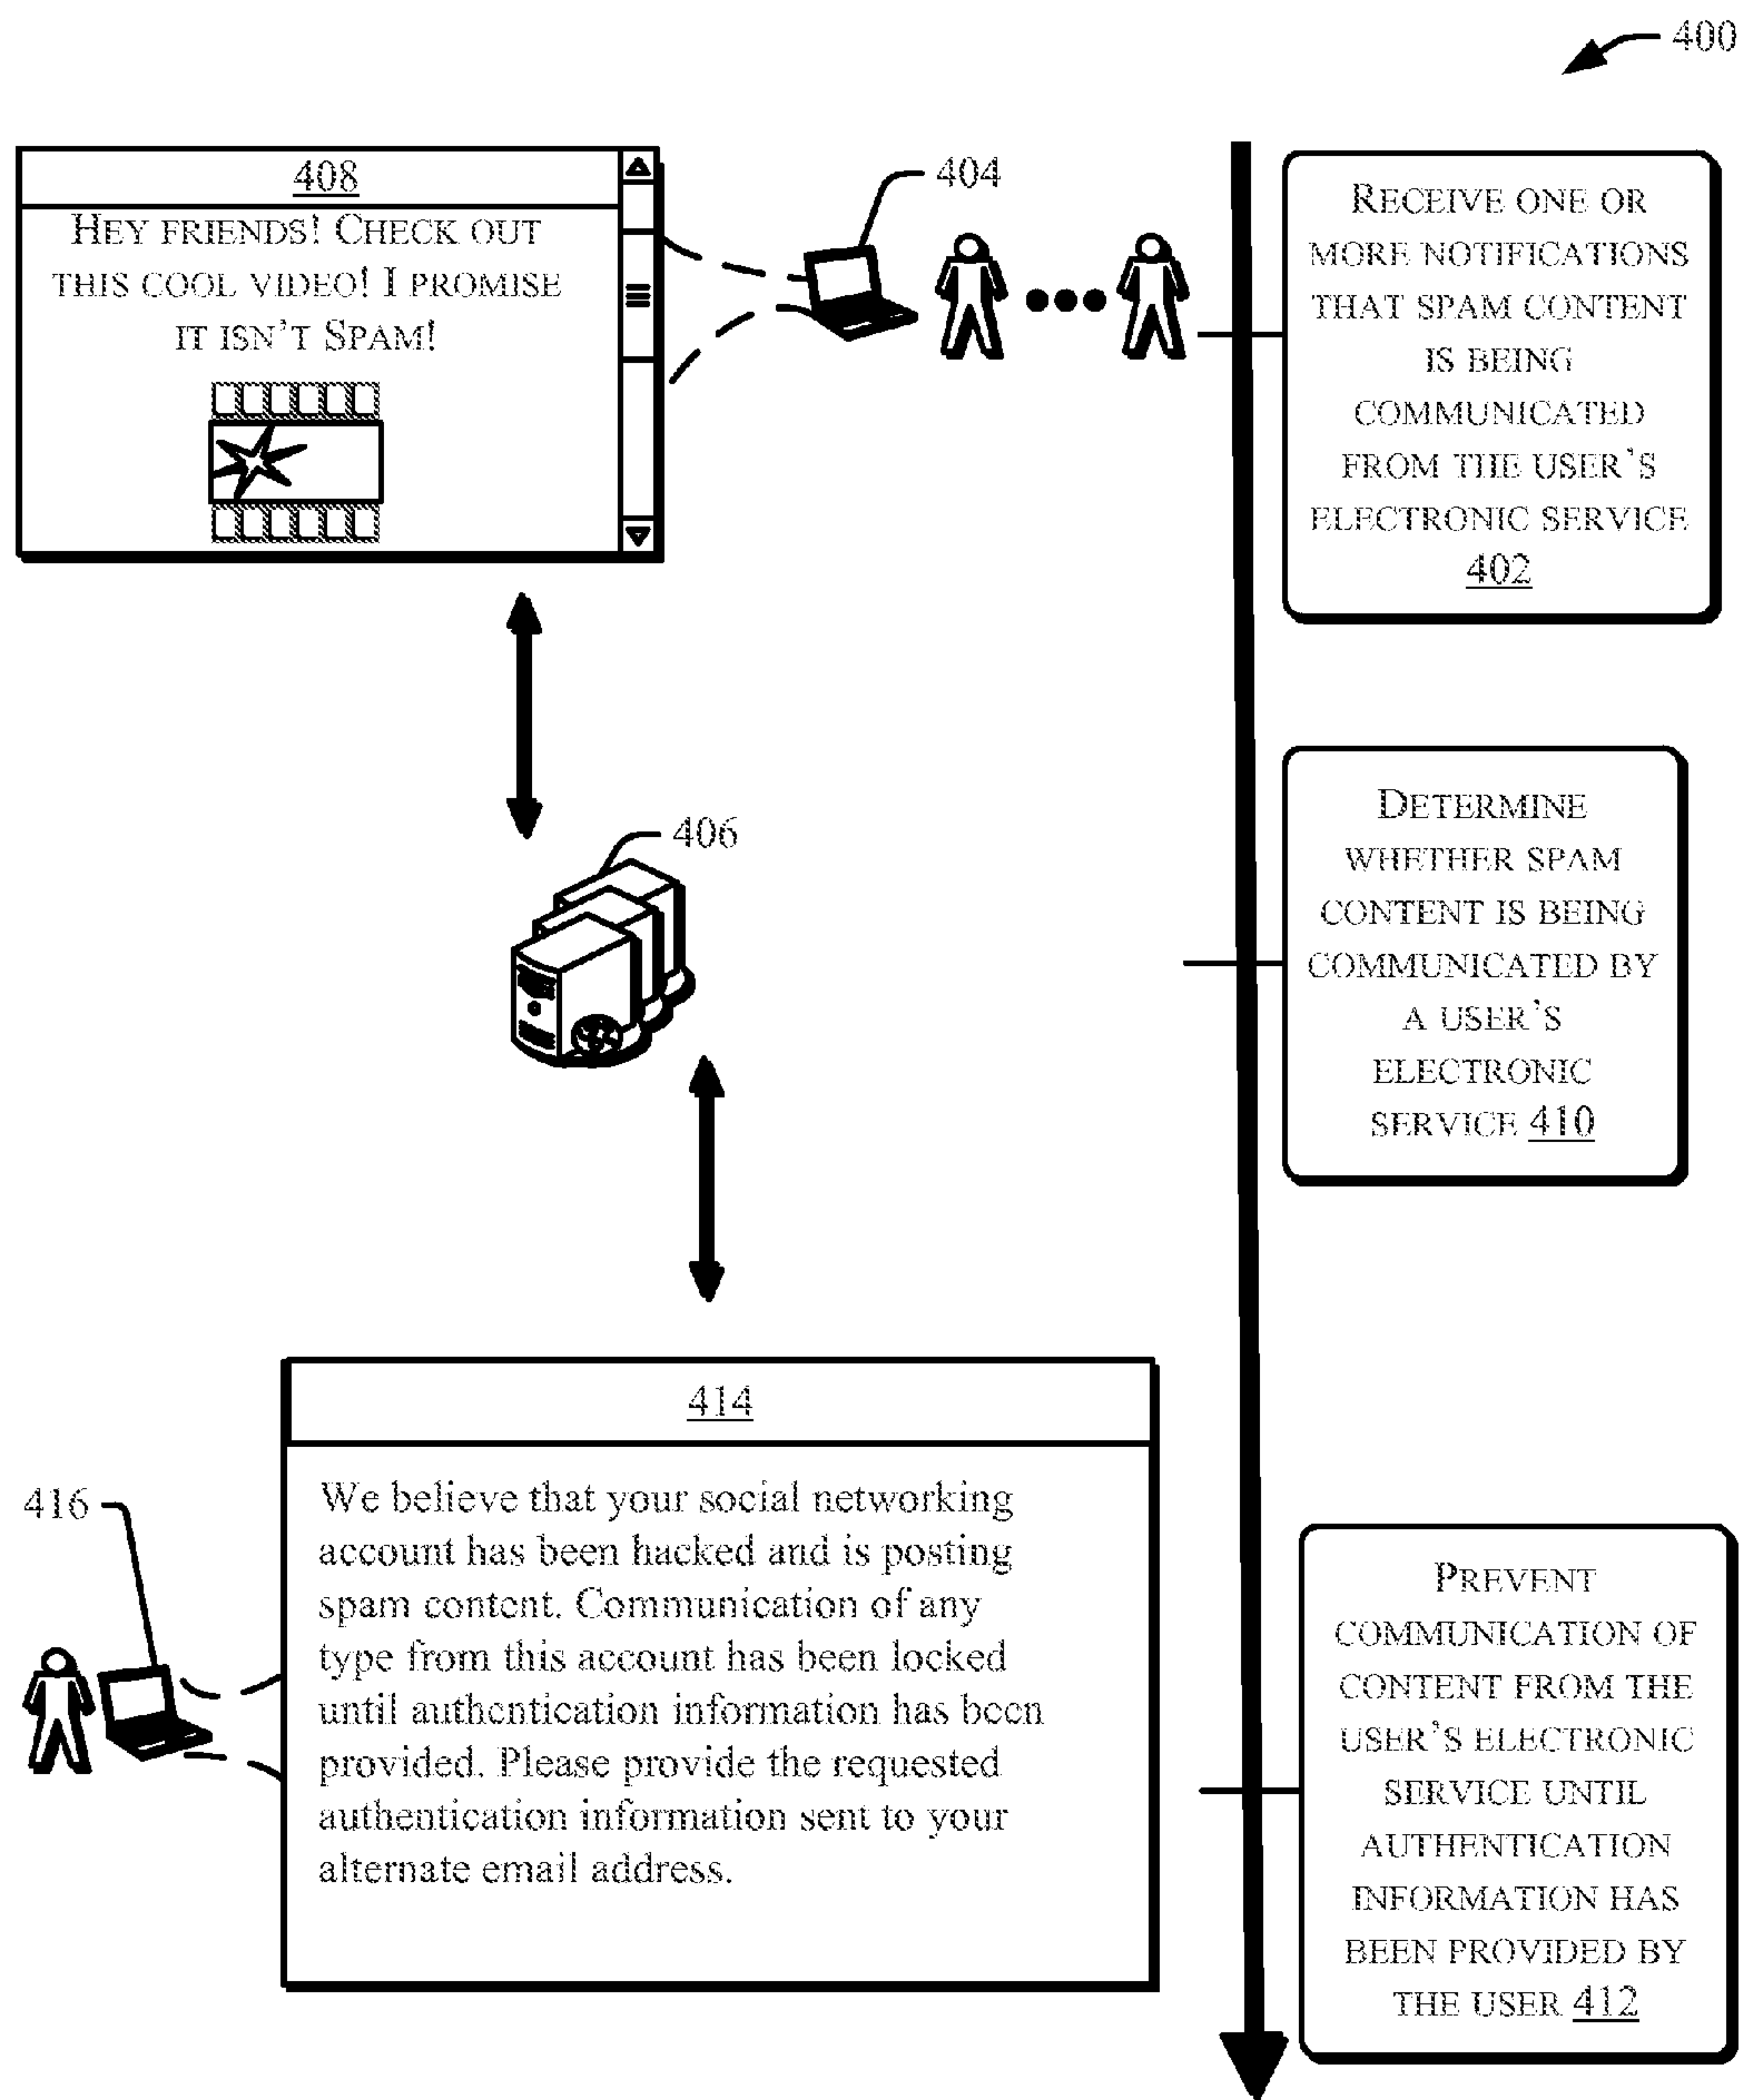 400
408
HEY FRIENDS! CHECK OUT
THIS COOL VIDEO! I PROMISE
IT ISN'T SPAM!
404
RECEIVE ONE OR
MORE NOTIFICATIONS
THAT SPAM CONTENT
IS BEING
COMMUNICATED
FROM THE USER'S
ELECTRONIC SERVICE
402
406
DETERMINE
WHETHER SPAM
CONTENT IS BEING
COMMUNICATED BY
A USER'S
ELECTRONIC
SERVICE 410
414
We believe that your social networking
account has been hacked and is posting
spam content. Communication of any
type from this account has been locked
until authentication information has been
provided. Please provide the requested
authentication information sent to your
alternate email address.
416
PREVENT
COMMUNICATION OF
CONTENT FROM THE
USER'S ELECTRONIC
SERVICE UNTIL
AUTHENTICATION
INFORMATION HAS
BEEN PROVIDED BY
THE USER 412